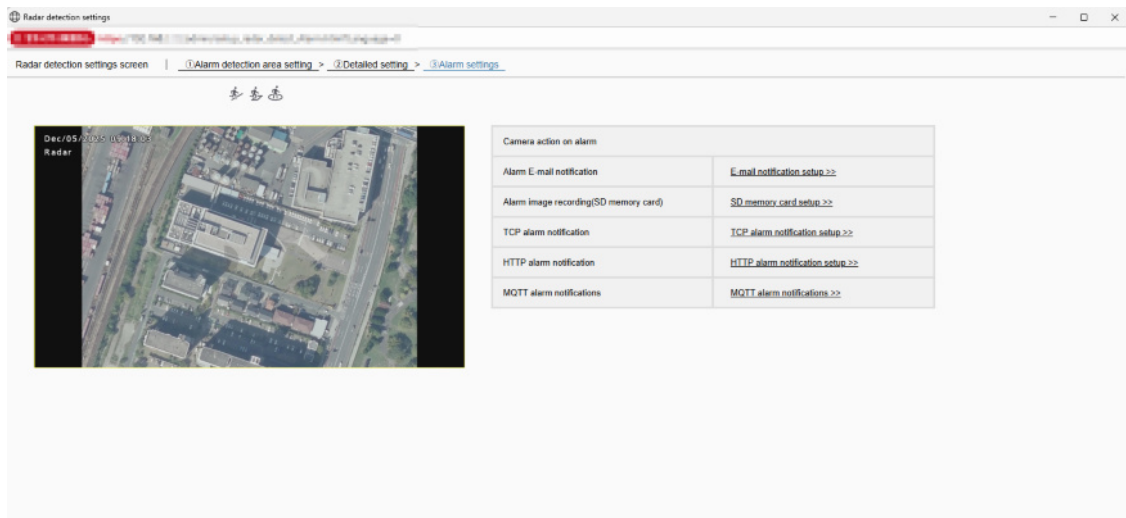 Radar detection settings
Radar detection settings screen | ①Alarm detection area setting > ②Detailed setting > ③Alarm settings
Dec/05/2025 09:18:03
Radar
Camera action on alarm
Alarm E-mail notification E-mail notification setup >>
Alarm image recording(SD memory card) SD memory card setup >>
TCP alarm notification TCP alarm notification setup >>
HTTP alarm notification HTTP alarm notification setup >>
MQTT alarm notifications MQTT alarm notifications >>